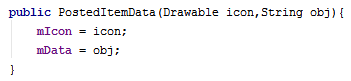 public PostedItemData(Drawable icon,String obj){
    mIcon = icon;
    mData = obj;
}